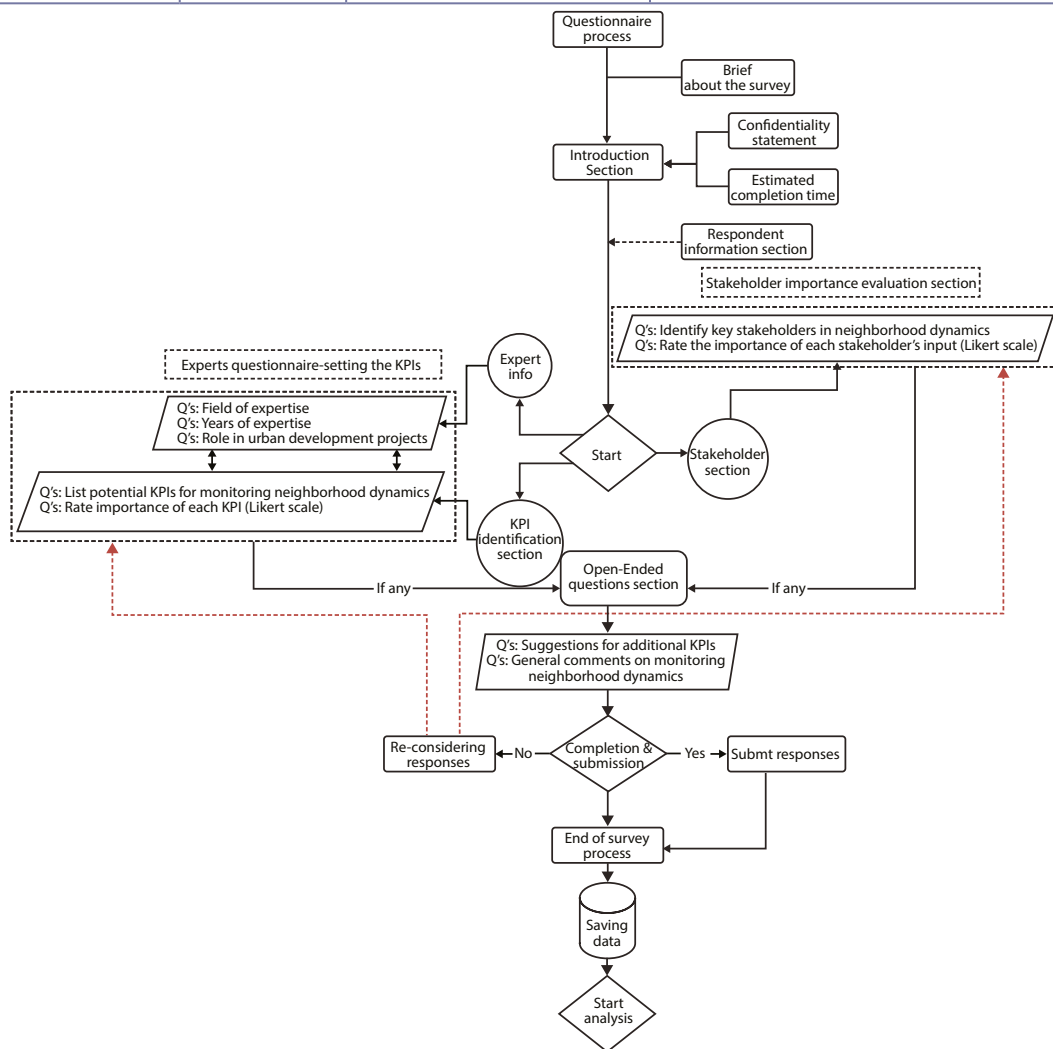 Questionnaire
process
Brief
about the survey
Confidentiality
statement
Introduction
Section
Estimated
completion time
Respondent
information section
Stakeholder importance evaluation section
Q's: Identify key stakeholders in neighborhood dynamics
Q's: Rate the importance of each stakeholder's input (Likert scale)
Expert
info
Experts questionnaire-setting the KPIs
Q's: Field of expertise
Q's: Years of expertise
Q's: Role in urban development projects
Start
Stakeholder
section
Q's: List potential KPIs for monitoring neighborhood dynamics
Q's: Rate importance of each KPI (Likert scale)
KPI
identification
section
Open-Ended
questions section
If any
If any
Q's: Suggestions for additional KPIs
Q's: General comments on monitoring
neighborhood dynamics
Re-considering
responses
No
Completion &
submission
Yes
Submt responses
End of survey
process
Saving
data
Start
analysis